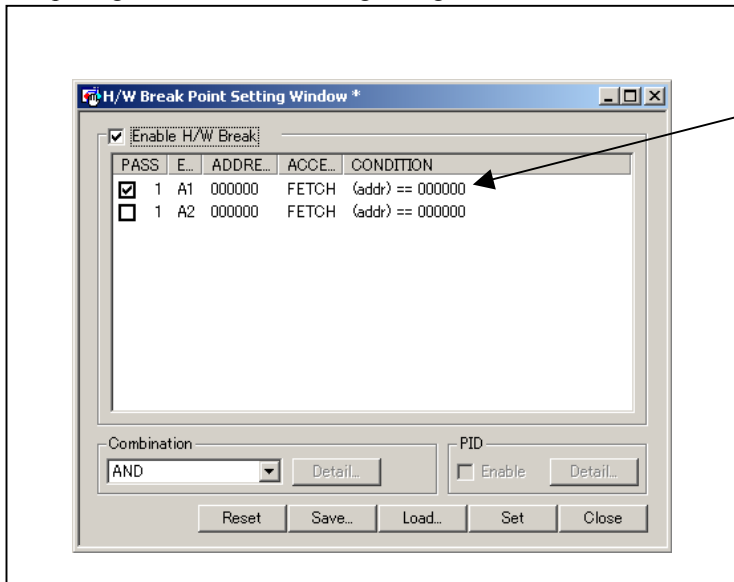 H/W Break Point Setting Window *
Enable H/W Break
PASS E... ADDRE... ACCE... CONDITION
1 A1 000000 FETCH (addr) == 000000
1 A2 000000 FETCH (addr) == 000000
Combination
PID
AND Detail... Enable Detail...
Reset Save... Load... Set Close